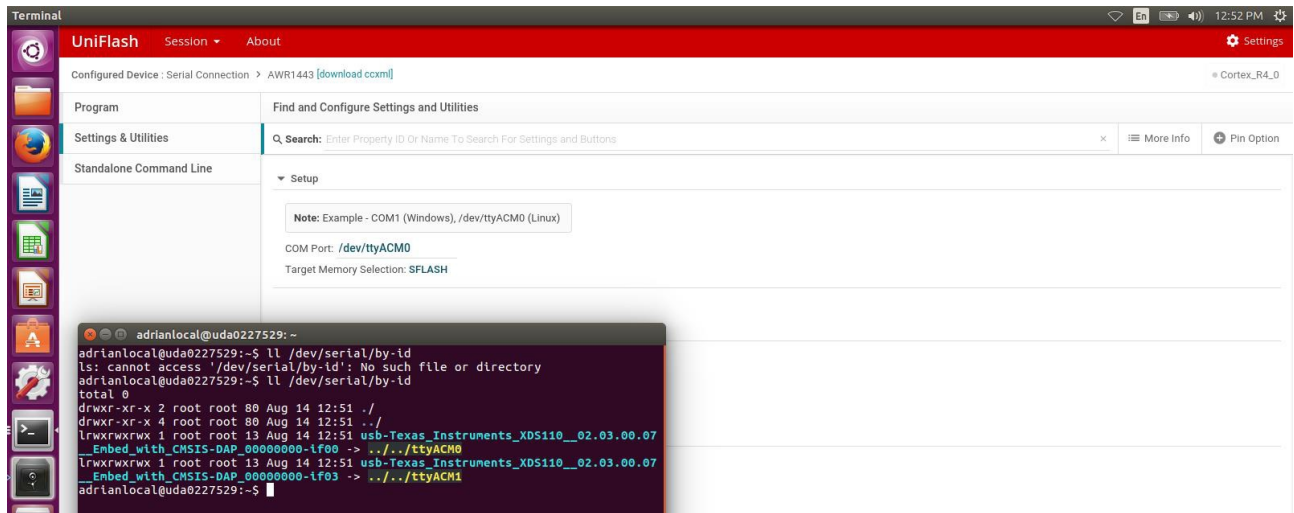 Terminal
En
12:52 PM
UniFlash Session About Settings
Configured Device : Serial Connection > AWR1443 [download ccxml] Cortex_R4_0
Program
Settings & Utilities
Standalone Command Line
Find and Configure Settings and Utilities
Search: Enter Property ID Or Name To Search For Settings and Buttons × More Info Pin Option
Setup
Note: Example - COM1 (Windows), /dev/ttyACM0 (Linux)
COM Port: /dev/ttyACM0
Target Memory Selection: SFLASH
adrianlocal@uda0227529: ~
adrianlocal@uda0227529:~$ ll /dev/serial/by-id
ls: cannot access '/dev/serial/by-id': No such file or directory
adrianlocal@uda0227529:~$ ll /dev/serial/by-id
total 0
drwxr-xr-x 2 root root 80 Aug 14 12:51 ./
drwxr-xr-x 4 root root 80 Aug 14 12:51 ../
lrwxrwxrwx 1 root root 13 Aug 14 12:51 usb-Texas_Instruments_XDS110__02.03.00.07
__Embed_with_CMSIS-DAP_00000000-if00 -> ../../ttyACM0
lrwxrwxrwx 1 root root 13 Aug 14 12:51 usb-Texas_Instruments_XDS110__02.03.00.07
__Embed_with_CMSIS-DAP_00000000-if03 -> ../../ttyACM1
adrianlocal@uda0227529:~$